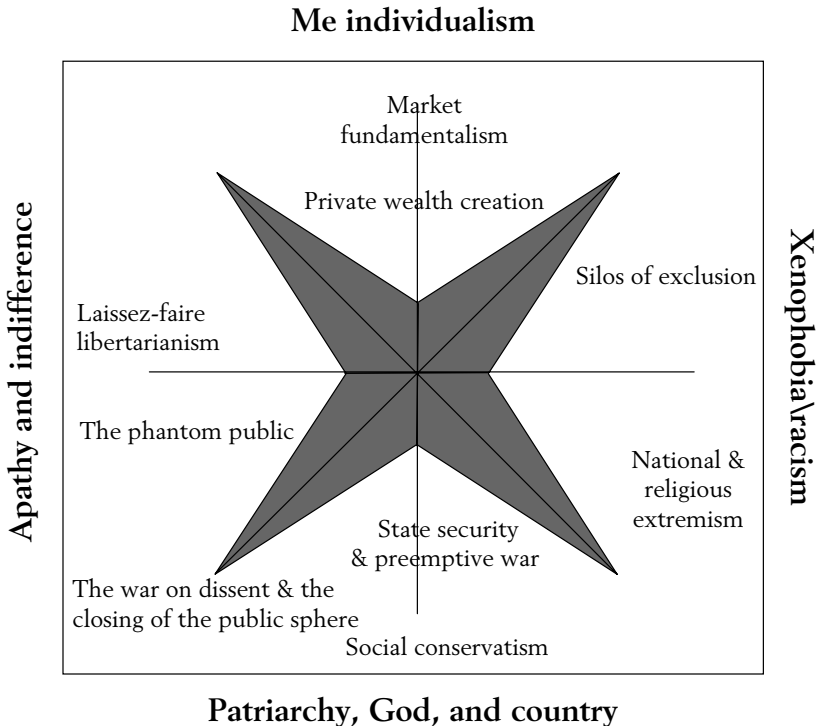 Me individualism
Market
fundamentalism
Private wealth creation
Silos of exclusion
Laissez-faire
libertarianism
Apathy and indifference
Xenophobia\racism
The phantom public
National &
religious
extremism
State security
& preemptive war
The war on dissent & the
closing of the public sphere
Social conservatism
Patriarchy, God, and country